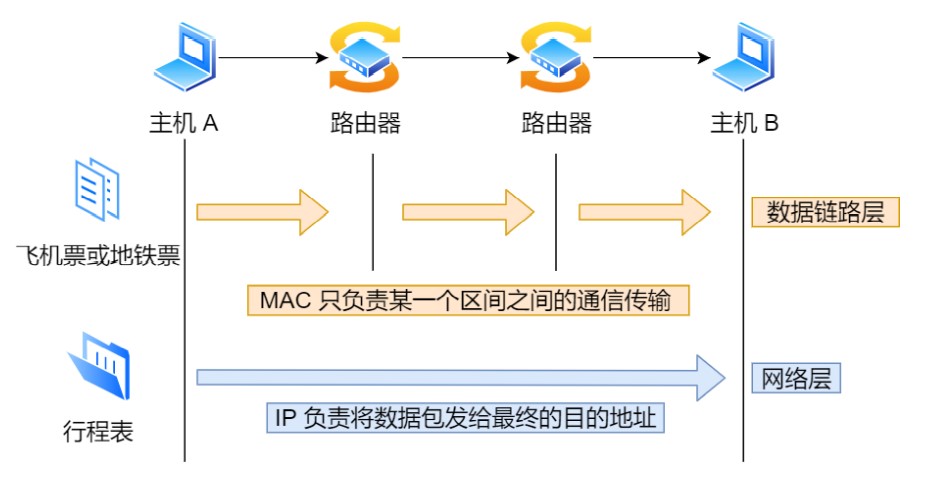 主机 A
路由器
路由器
主机 B
数据链路层
飞机票或地铁票
MAC 只负责某一个区间之间的通信传输
网络层
IP 负责将数据包发给最终的目的地址
行程表